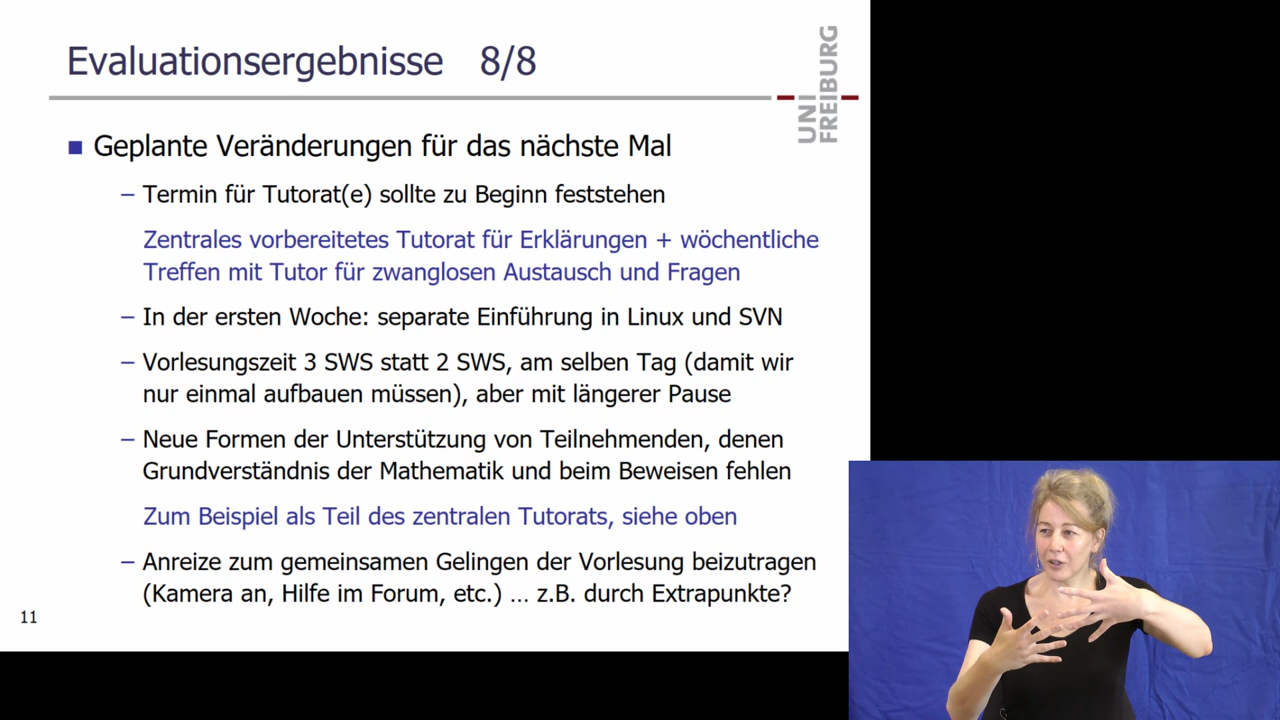 Evaluationsergebnisse 8/8
UNI
FREIBURG
■ Geplante Veränderungen für das nächste Mal
– Termin für Tutorat(e) sollte zu Beginn feststehen
Zentrales vorbereitetes Tutorat für Erklärungen + wöchentliche
Treffen mit Tutor für zwanglosen Austausch und Fragen
– In der ersten Woche: separate Einführung in Linux und SVN
– Vorlesungszeit 3 SWS statt 2 SWS, am selben Tag (damit wir
nur einmal aufbauen müssen), aber mit längerer Pause
– Neue Formen der Unterstützung von Teilnehmenden, denen
Grundverständnis der Mathematik und beim Beweisen fehlen
Zum Beispiel als Teil des zentralen Tutorats, siehe oben
– Anreize zum gemeinsamen Gelingen der Vorlesung beizutragen
(Kamera an, Hilfe im Forum, etc.) … z.B. durch Extrapunkte?
11